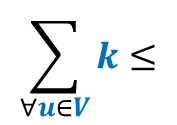 ∑ k ≤
∀u∈V